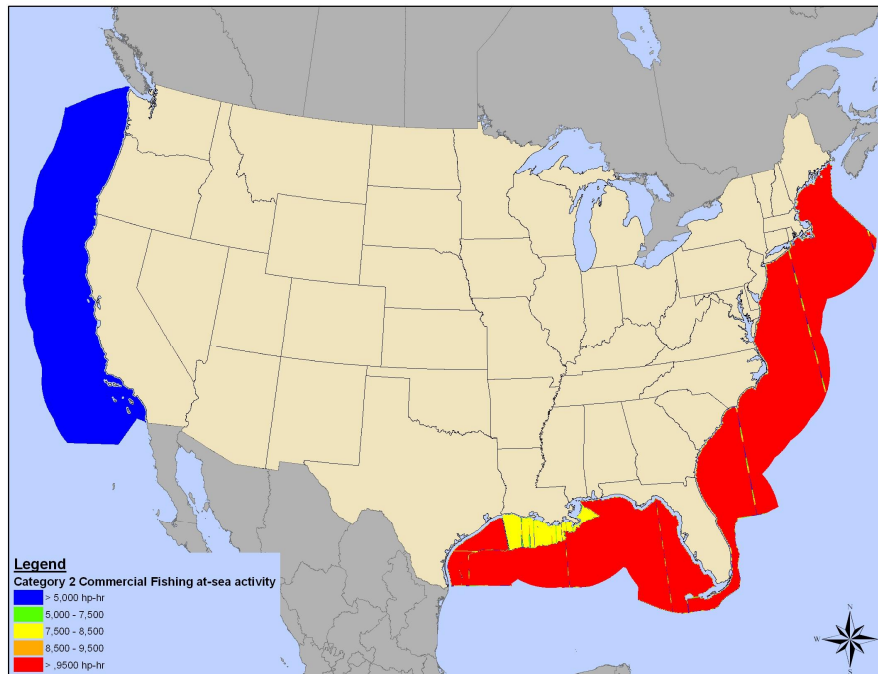 Legend
Category 2 Commercial Fishing at-sea activity
> 5,000 hp-hr
5,000 - 7,500
7,500 - 8,500
8,500 - 9,500
> ,9500 hp-hr
N
W E
S